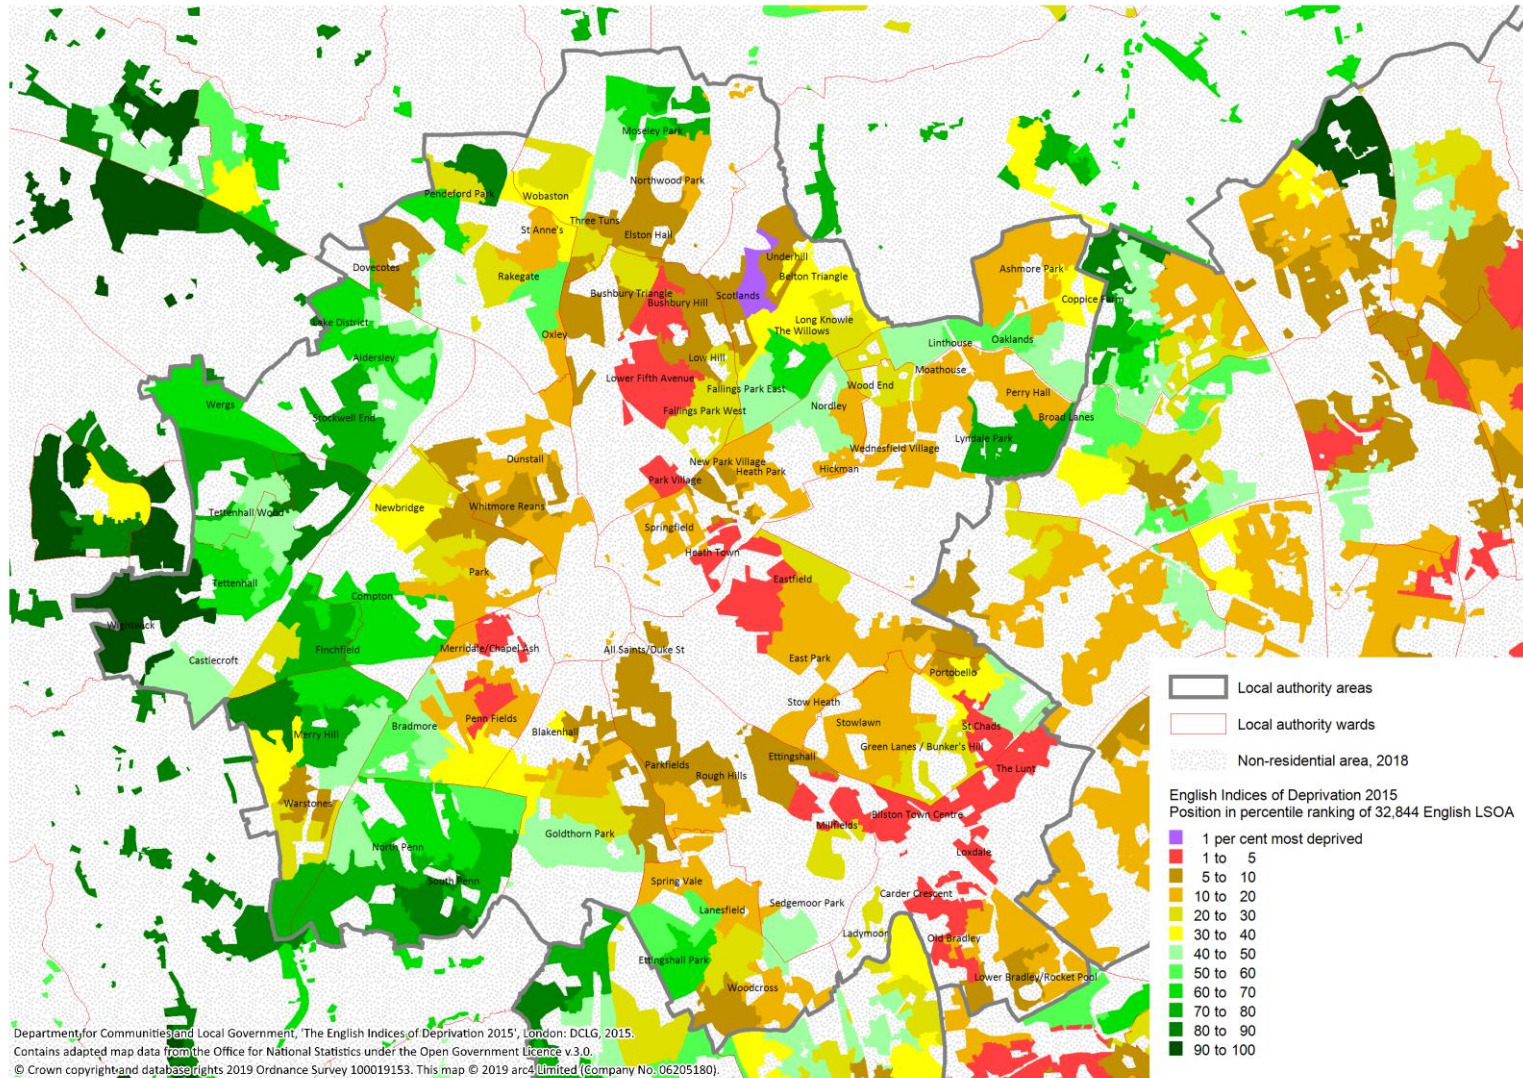 Moseley Park
Northwood Park
Pendeford Park
Wobaston
Three Tuns
St Anne's
Elston Hall
Underhill
Dovecotes
Rakegate
Belton Triangle
Ashmore Park
Bushbury Triangle
Bushbury Hill
Scotlands
Coppice Farm
Lake District
Long Knowle
The Willows
Oxley
Linthouse
Oaklands
Aldersley
Low Hill
Moathouse
Lower Fifth Avenue
Fallings Park East
Wood End
Perry Hall
Wergs
Stockwell End
Fallings Park West
Nordley
Broad Lanes
Lyndale Park
Wednesfield Village
Dunstall
New Park Village
Heath Park
Hickman
Park Village
Newbridge
Whitmore Reans
Tettenhall Wood
Springfield
Heath Town
Park
Eastfield
Tettenhall
Compton
Wightwick
Finchfield
Merridale/Chapel Ash
All Saints/Duke St
Castlecroft
East Park
Portobello
Stow Heath
Penn Fields
Stowlawn
Bradmore
Blakenhall
St Chads
Merry Hill
Green Lanes / Bunker's Hill
Ettingshall
Parkfields
The Lunt
Rough Hills
Warstones
Bilston Town Centre
Millfields
Goldthorn Park
North Penn
Loxdale
South Penn
Spring Vale
Carder Crescent
Sedgemoor Park
Lanesfield
Ladymoor
Old Bradley
Ettingshall Park
Lower Bradley/Rocket Pool
Woodcross
Local authority areas
Local authority wards
Non-residential area, 2018
English Indices of Deprivation 2015
Position in percentile ranking of 32,844 English LSOA
1 per cent most deprived
1 to 5
5 to 10
10 to 20
20 to 30
30 to 40
40 to 50
50 to 60
60 to 70
70 to 80
80 to 90
90 to 100
Department for Communities and Local Government, 'The English Indices of Deprivation 2015', London: DCLG, 2015.
Contains adapted map data from the Office for National Statistics under the Open Government Licence v.3.0.
© Crown copyright and database rights 2019 Ordnance Survey 100019153. This map © 2019 arc4 Limited (Company No. 06205180).